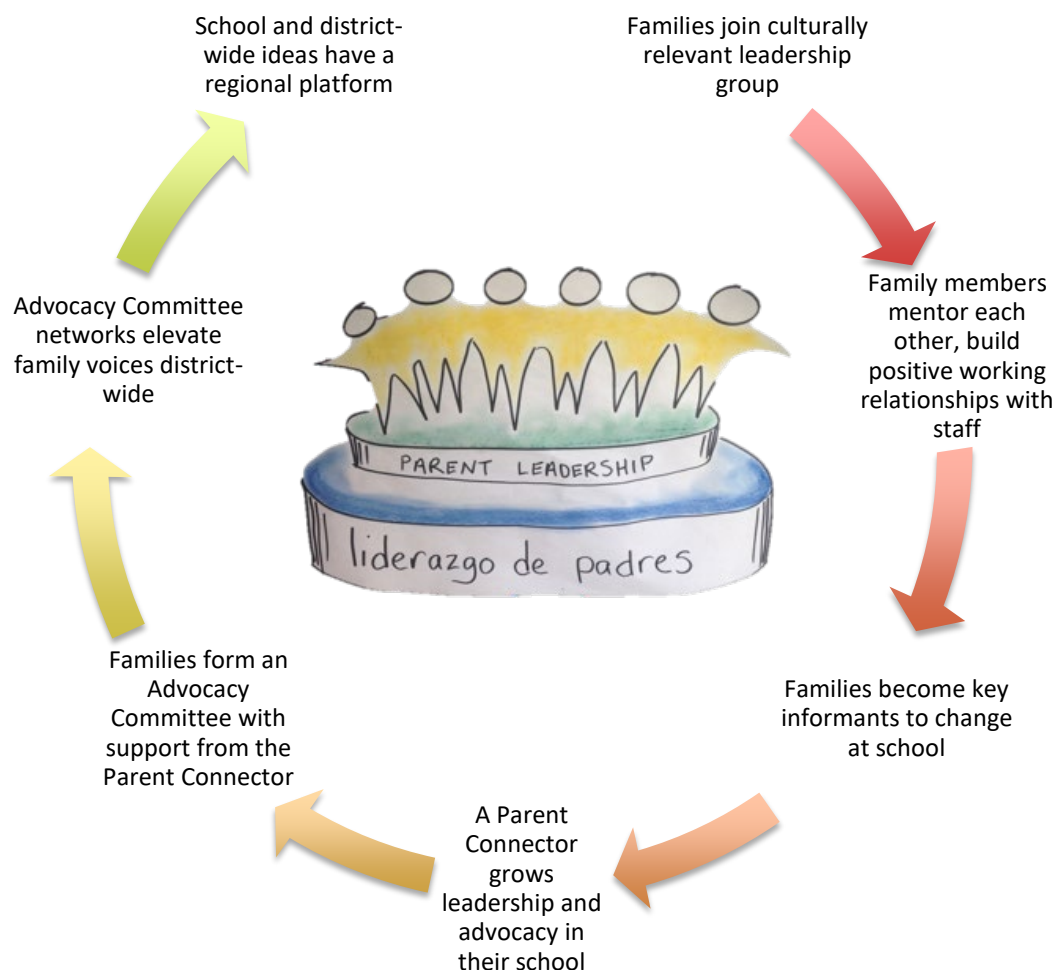 School and district-
wide ideas have a
regional platform
Families join culturally
relevant leadership
group
Family members
mentor each
other, build
positive working
relationships with
staff
Families become key
informants to change
at school
A Parent
Connector
grows
leadership and
advocacy in
their school
Families form an
Advocacy
Committee with
support from the
Parent Connector
Advocacy Committee
networks elevate
family voices district-
wide
PARENT LEADERSHIP
liderazgo de padres